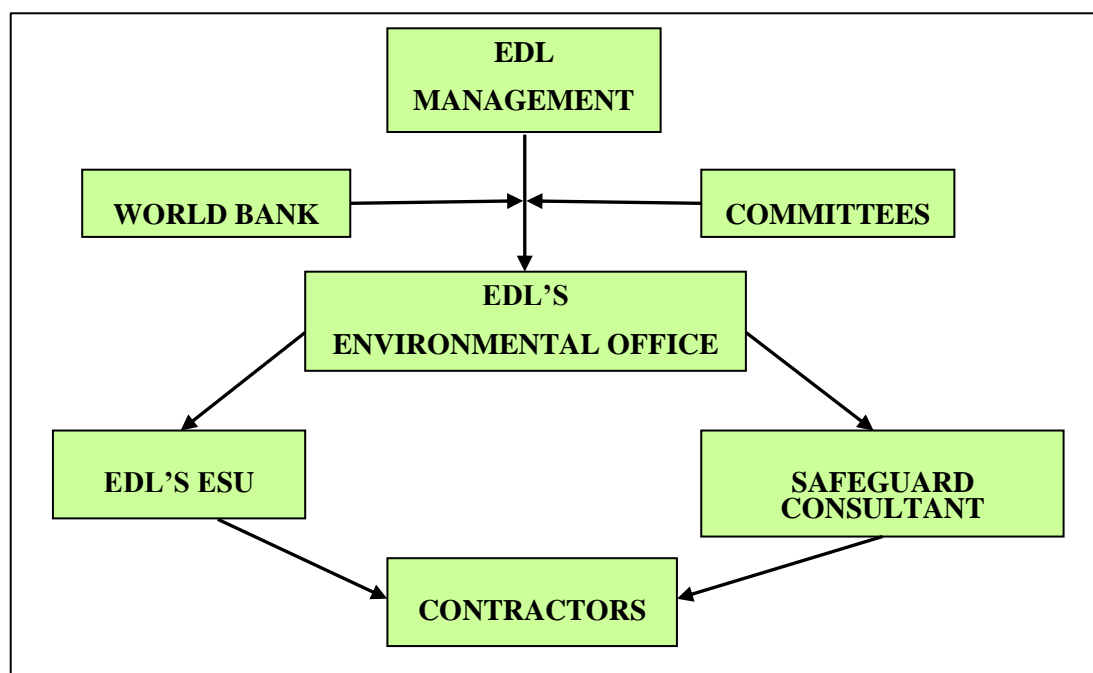 EDL
MANAGEMENT
WORLD BANK
COMMITTEES
EDL’S
ENVIRONMENTAL OFFICE
EDL’S ESU
SAFEGUARD
CONSULTANT
CONTRACTORS